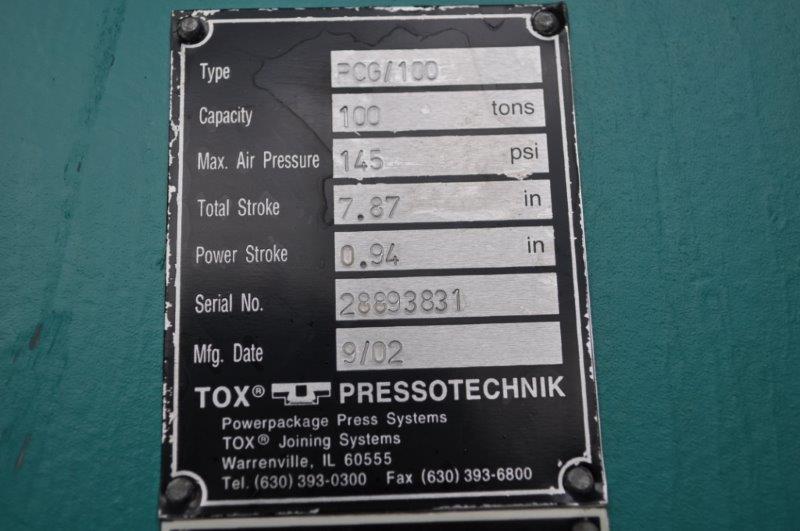 Type PCG/100
Capacity 100 tons
Max. Air Pressure 145 psi
Total Stroke 7.87 in
Power Stroke 0.94 in
Serial No. 28893831
Mfg. Date 9/02
TOX® PRESSOTECHNIK
Powerpackage Press Systems
TOX® Joining Systems
Warrenville, IL 60555
Tel. (630) 393-0300 Fax (630) 393-6800